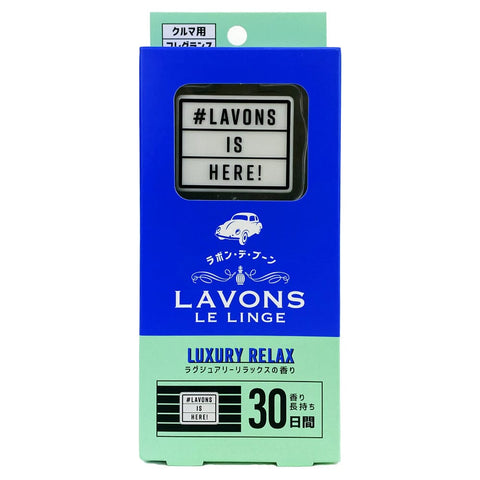 クルマ用
フレグランス
#LAVONS
IS
HERE!
ラボン・デ・ブーン
LAVONS
LE LINGE
LUXURY RELAX
ラグジュアリーリラックスの香り
#LAVONS
IS
HERE!
香り
長持ち
30日間